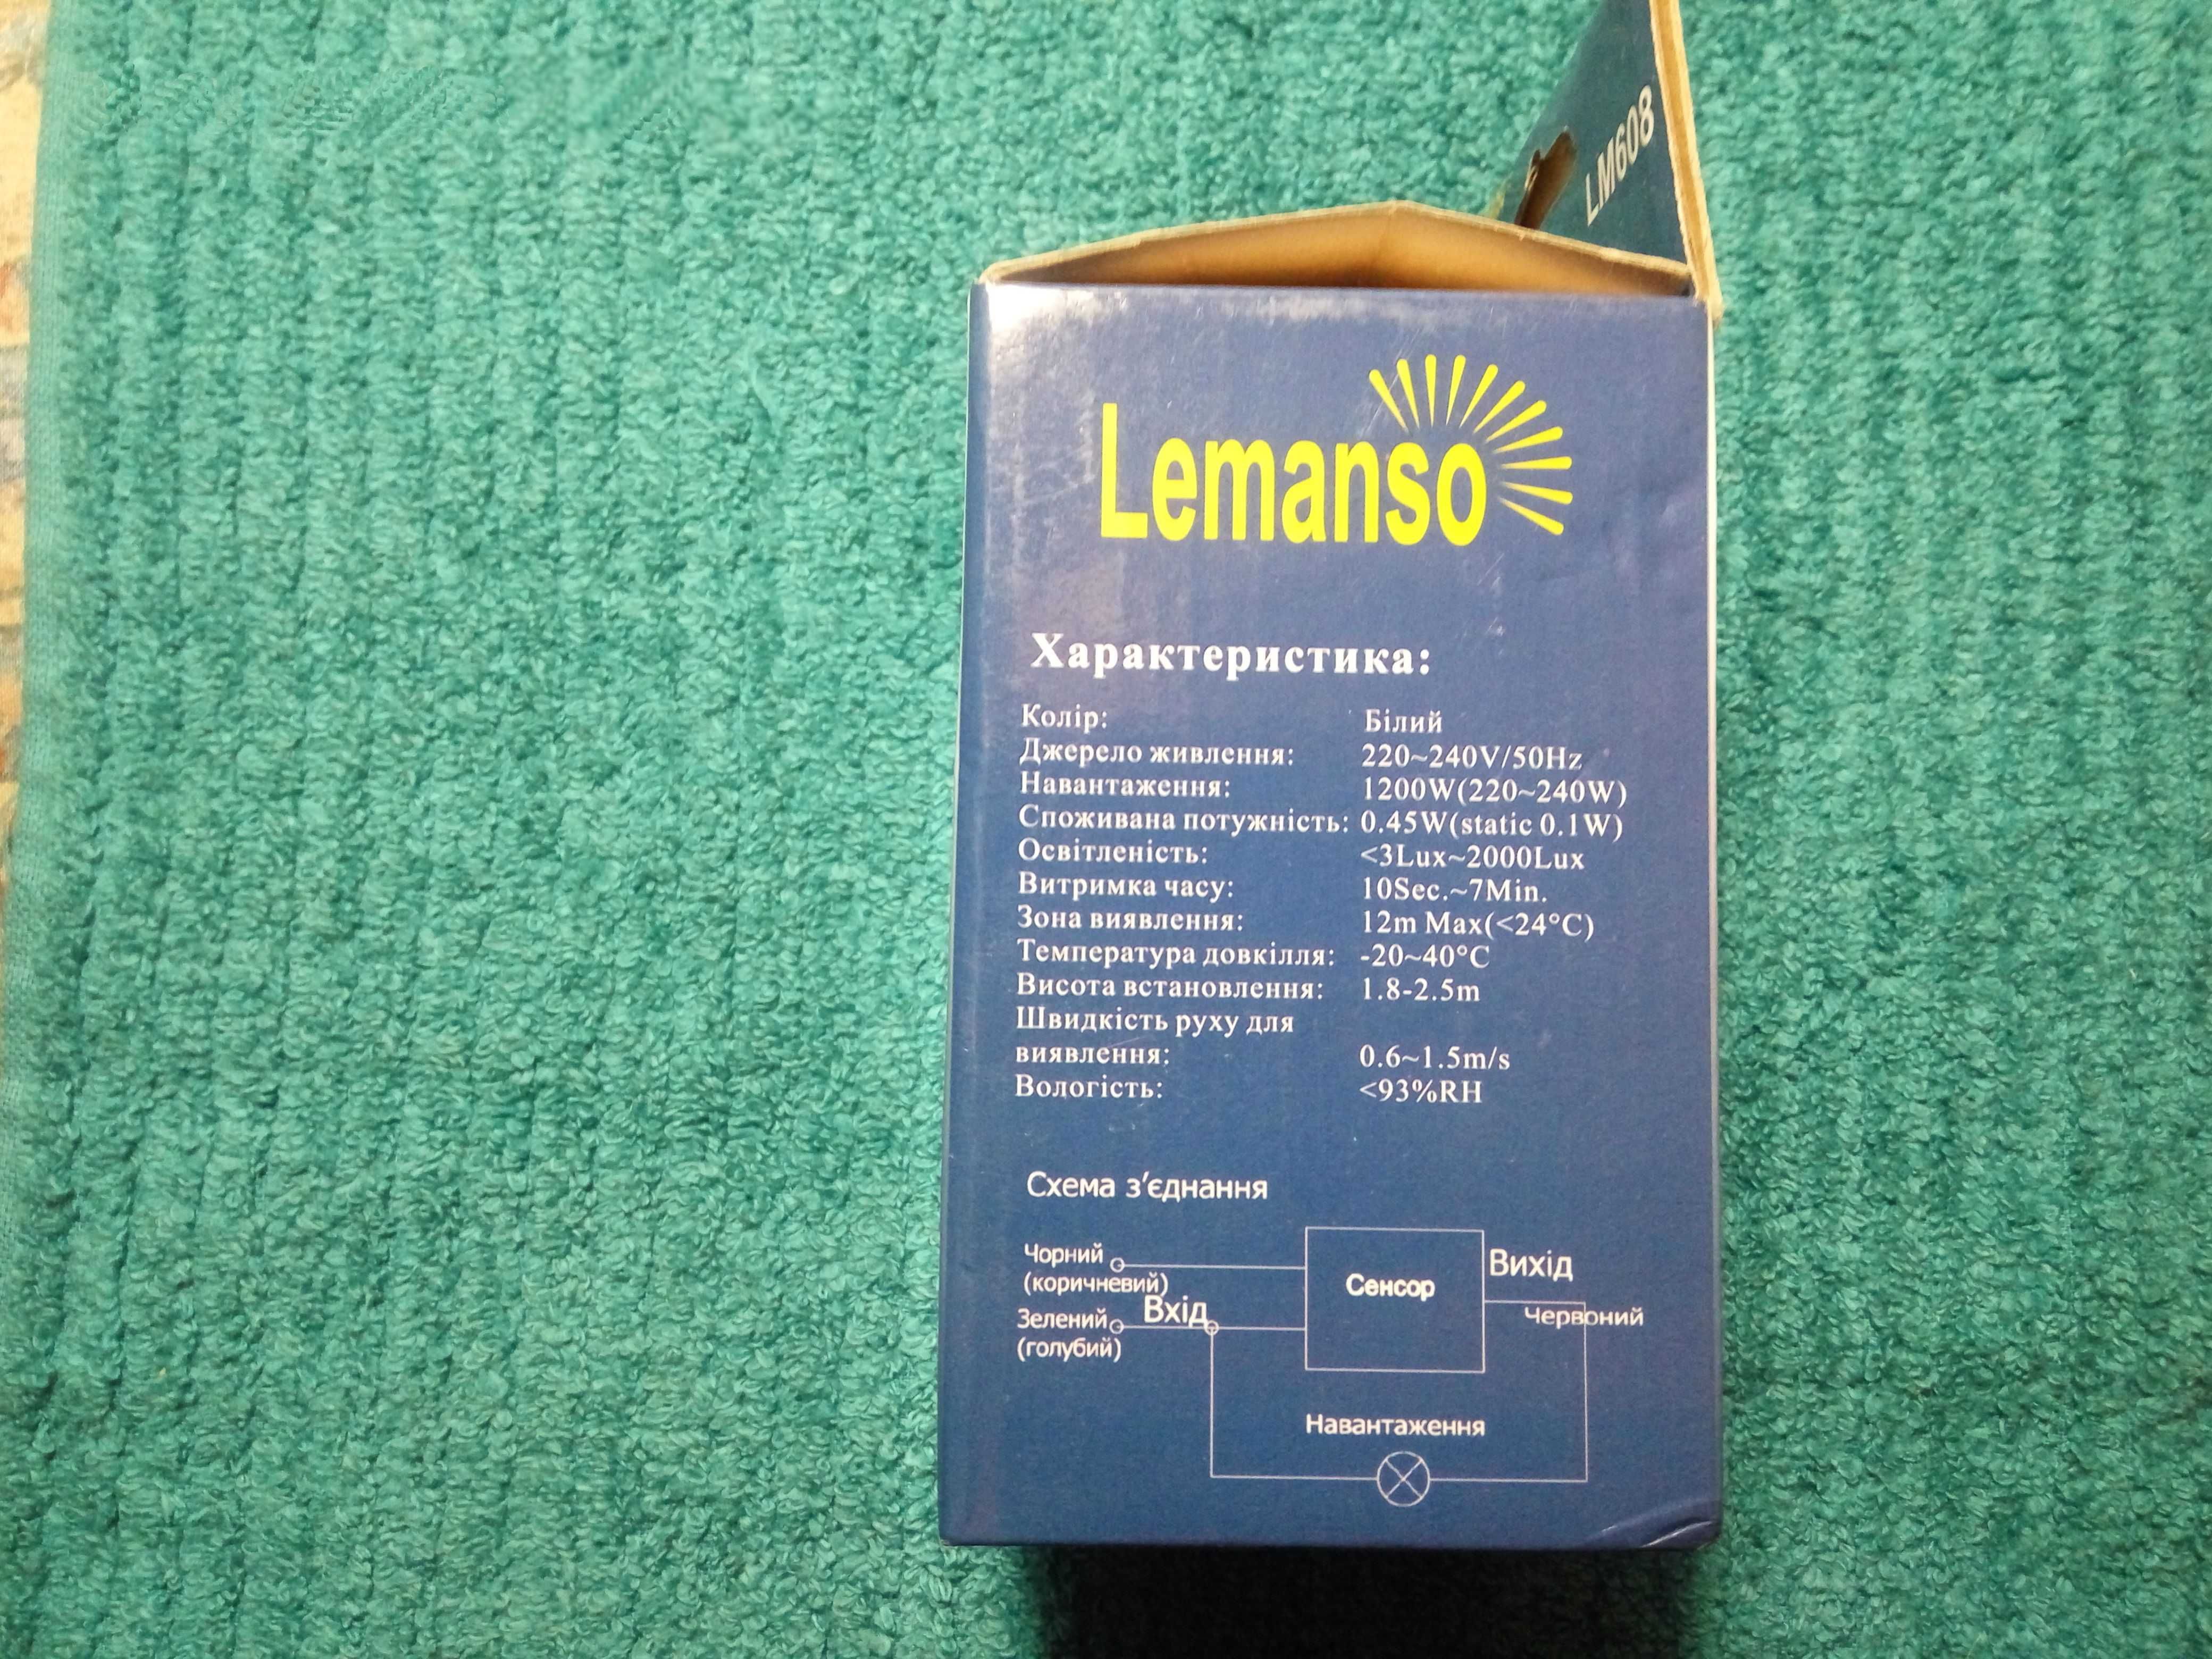 LM608
Lemanso
Характеристика:
Колір: Білий
Джерело живлення: 220~240V/50Hz
Навантаження: 1200W(220~240W)
Споживана потужність: 0.45W(static 0.1W)
Освітленість: <3Lux~2000Lux
Витримка часу: 10Sec.~7Min.
Зона виявлення: 12m Max(<24°C)
Температура довкілля: -20~40°C
Висота встановлення: 1.8-2.5m
Швидкість руху для
виявлення: 0.6~1.5m/s
Вологість: <93%RH
Схема з'єднання
Чорний
(коричневий)
Вхід
Зелений
(голубий)
Сенсор
Вихід
Червоний
Навантаження